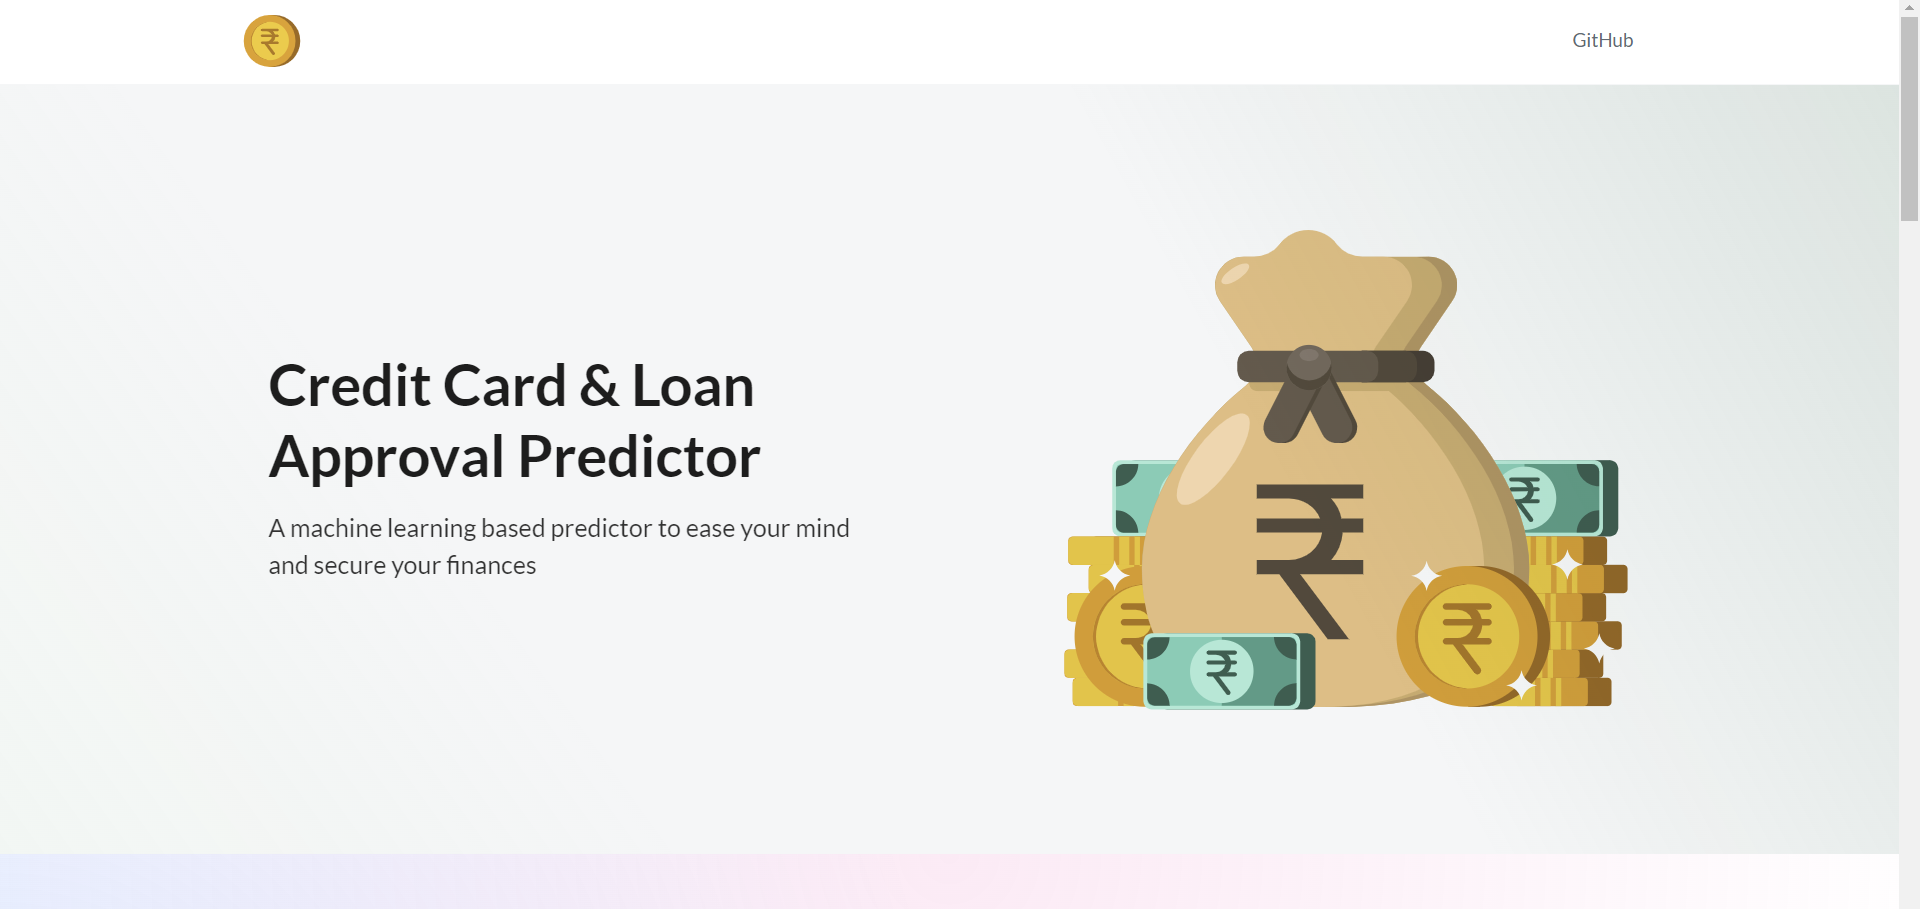 ₹
GitHub
Credit Card & Loan
Approval Predictor
A machine learning based predictor to ease your mind
and secure your finances
₹
₹
₹
₹
₹